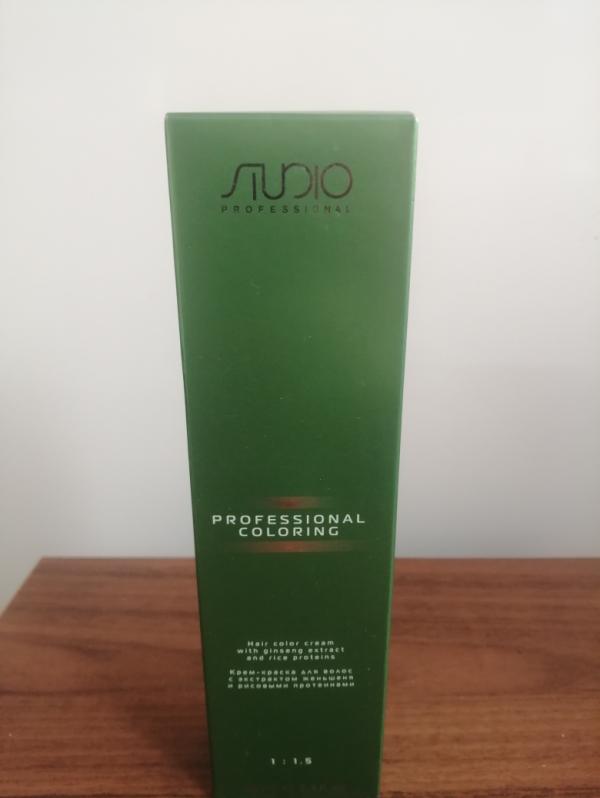 STUDIO
PROFESSIONAL
PROFESSIONAL
COLORING
Hair color cream
with ginseng extract
and rice proteins
Крем-краска для волос
с экстрактом женьшеня
и рисовыми протеинами
1 : 1.5